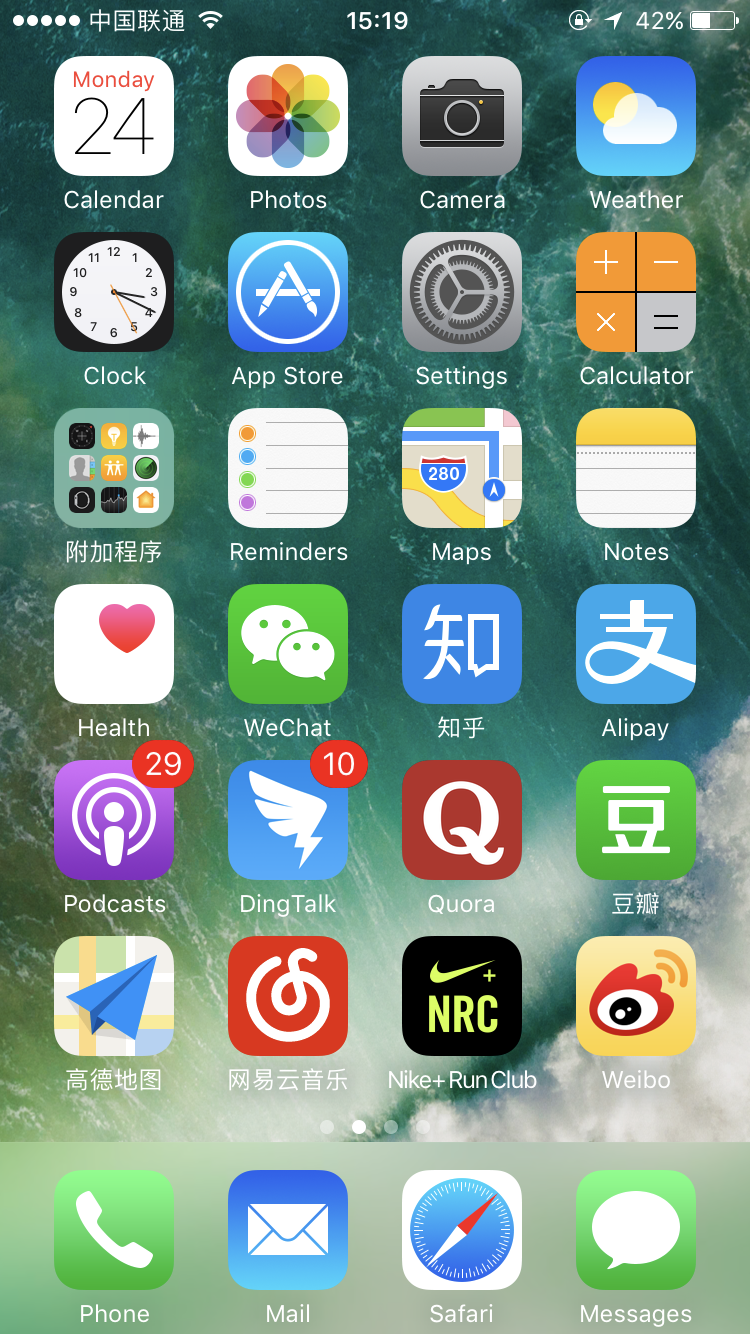 中国联通 15:19 42%
Monday
24
Calendar Photos Camera Weather
12
11 1
10 2
9 3
8 4
7 5
6
Clock App Store Settings Calculator
280
附加程序 Reminders Maps Notes
知 支
Health WeChat 知乎 Alipay
29 10
Q 豆
Podcasts DingTalk Quora 豆瓣
NRC
高德地图 网易云音乐 Nike+ Run Club Weibo
Phone Mail Safari Messages